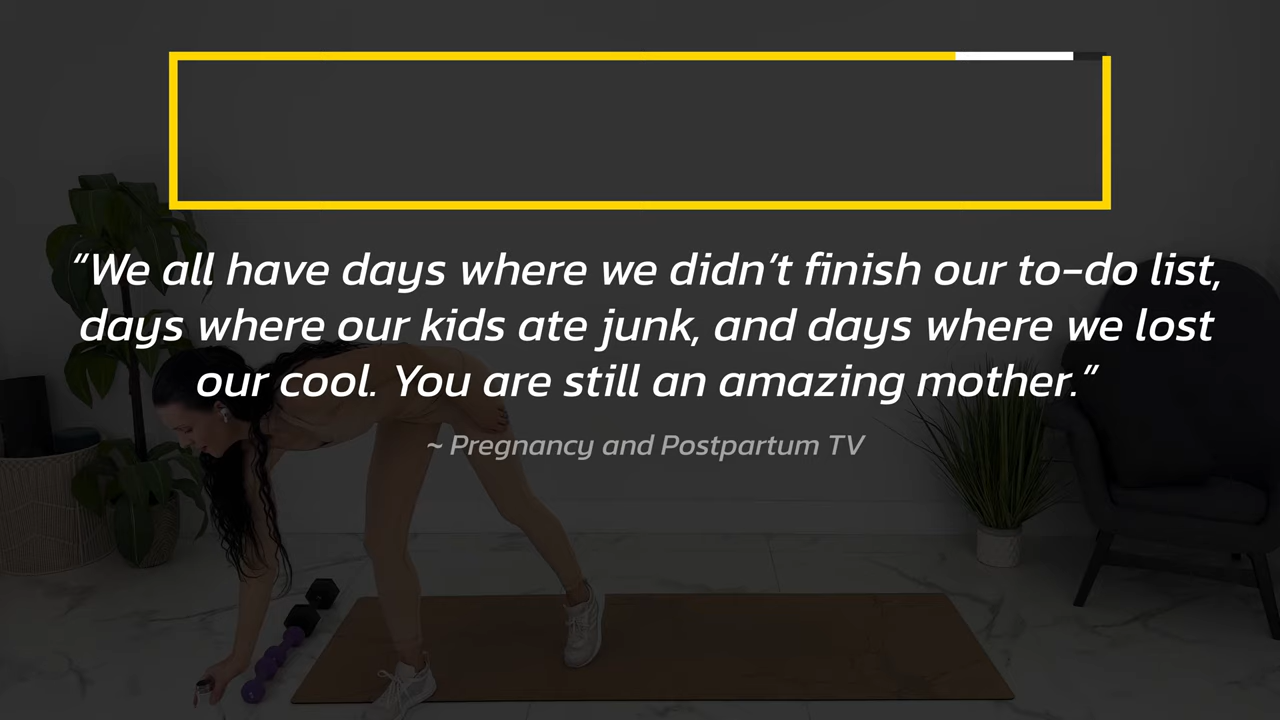 “We all have days where we didn’t finish our to-do list,
days where our kids ate junk, and days where we lost
our cool. You are still an amazing mother.”
~ Pregnancy and Postpartum TV